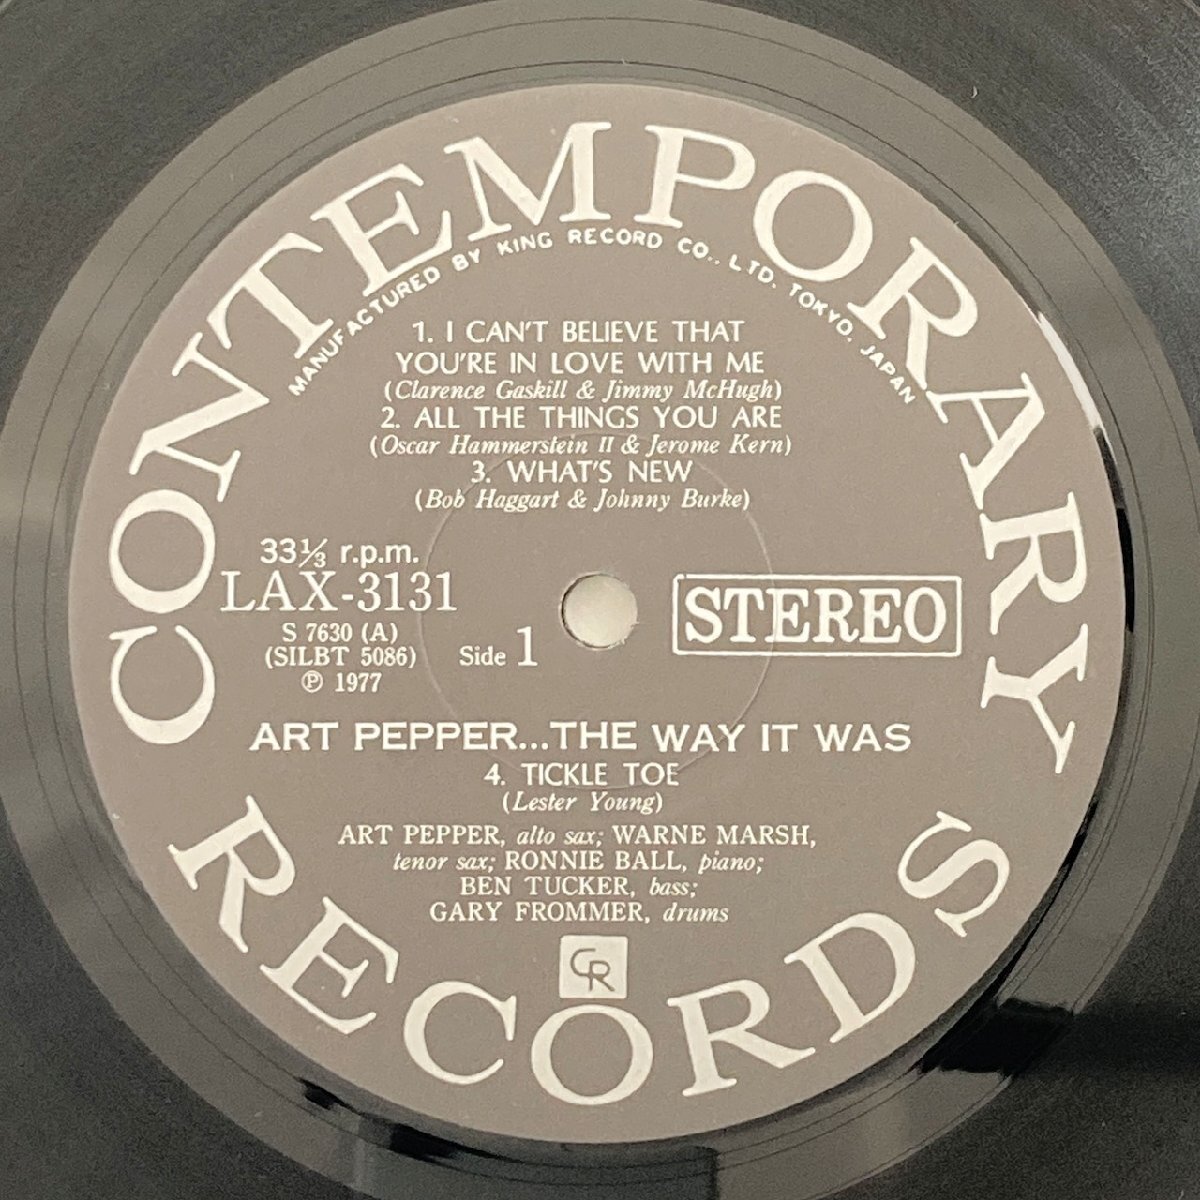 CONTEMPORARY
MANUFACTURED BY KING RECORD CO., LTD. TOKYO, JAPAN
1. I CAN'T BELIEVE THAT
YOU'RE IN LOVE WITH ME
(Clarence Gaskill & Jimmy McHugh)
2. ALL THE THINGS YOU ARE
(Oscar Hammerstein II & Jerome Kern)
3. WHAT'S NEW
(Bob Haggart & Johnny Burke)
33⅓ r.p.m.
LAX-3131
S 7630 (A)
(SILBT 5086)
Side 1
℗ 1977
STEREO
ART PEPPER...THE WAY IT WAS
4. TICKLE TOE
(Lester Young)
ART PEPPER, alto sax; WARNE MARSH,
tenor sax; RONNIE BALL, piano;
BEN TUCKER, bass;
GARY FROMMER, drums
CR
RECORDS